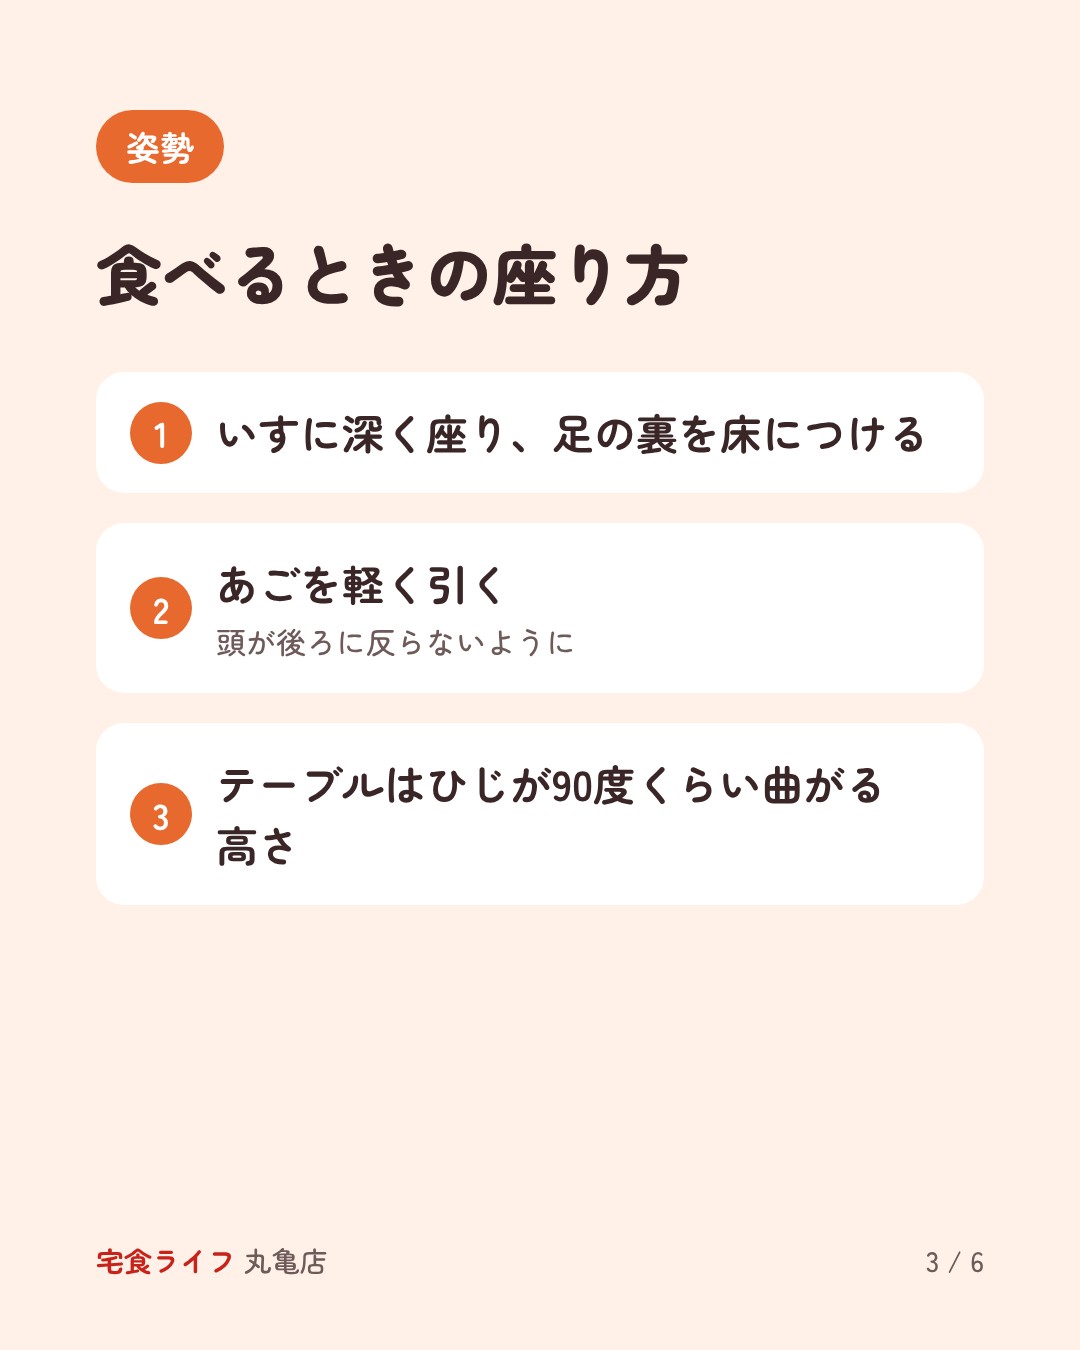 姿勢
食べるときの座り方
1 いすに深く座り、足の裏を床につける
2 あごを軽く引く
頭が後ろに反らないように
3 テーブルはひじが90度くらい曲がる
高さ
宅食ライフ 丸亀店
3 / 6